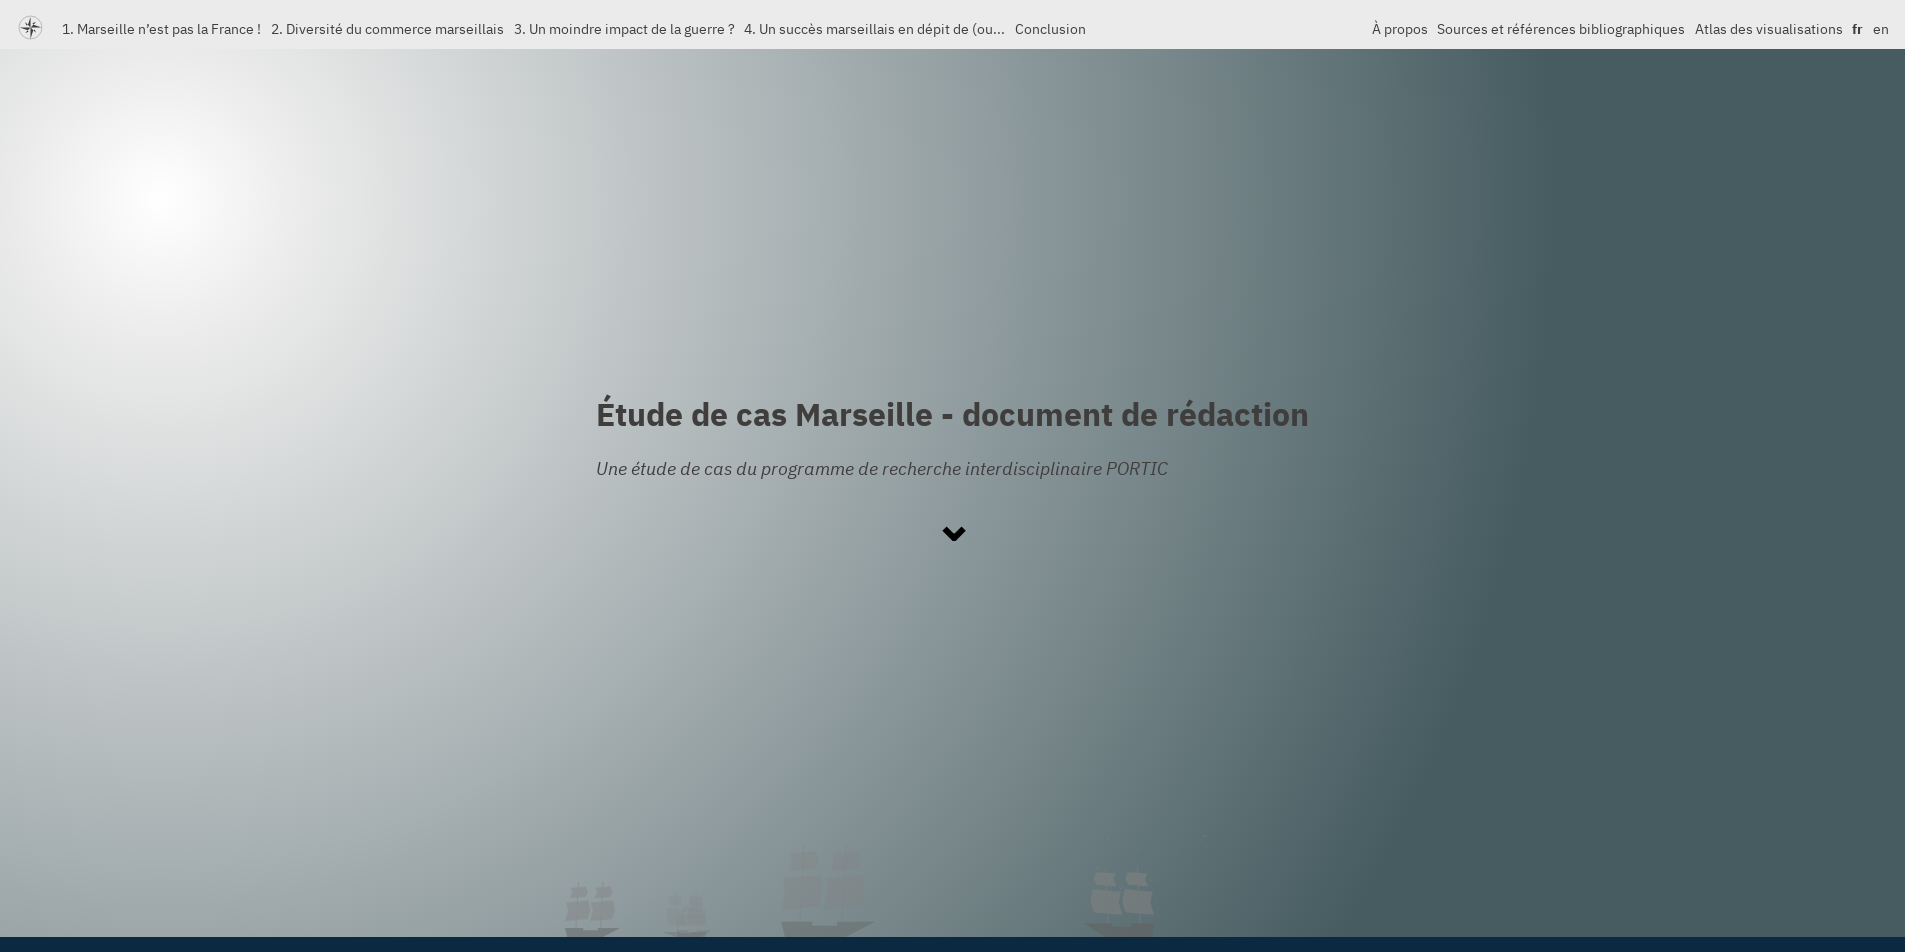 1. Marseille n’est pas la France ! 2. Diversité du commerce marseillais 3. Un moindre impact de la guerre ? 4. Un succès marseillais en dépit de (ou... Conclusion À propos Sources et références bibliographiques Atlas des visualisations fr en
Étude de cas Marseille - document de rédaction
Une étude de cas du programme de recherche interdisciplinaire PORTIC